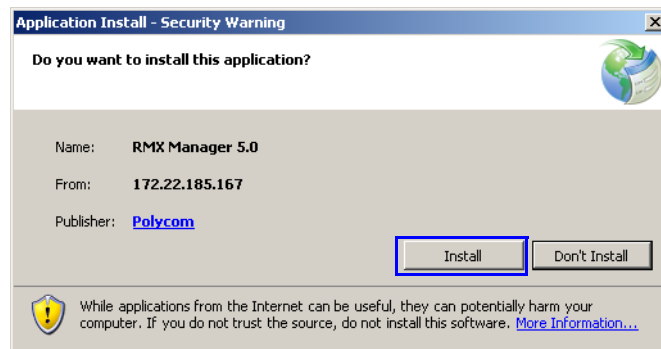 Application Install - Security Warning
Do you want to install this application?
Name: RMX Manager 5.0
From: 172.22.185.167
Publisher: Polycom
Install Don't Install
While applications from the Internet can be useful, they can potentially harm your
computer. If you do not trust the source, do not install this software. More Information...